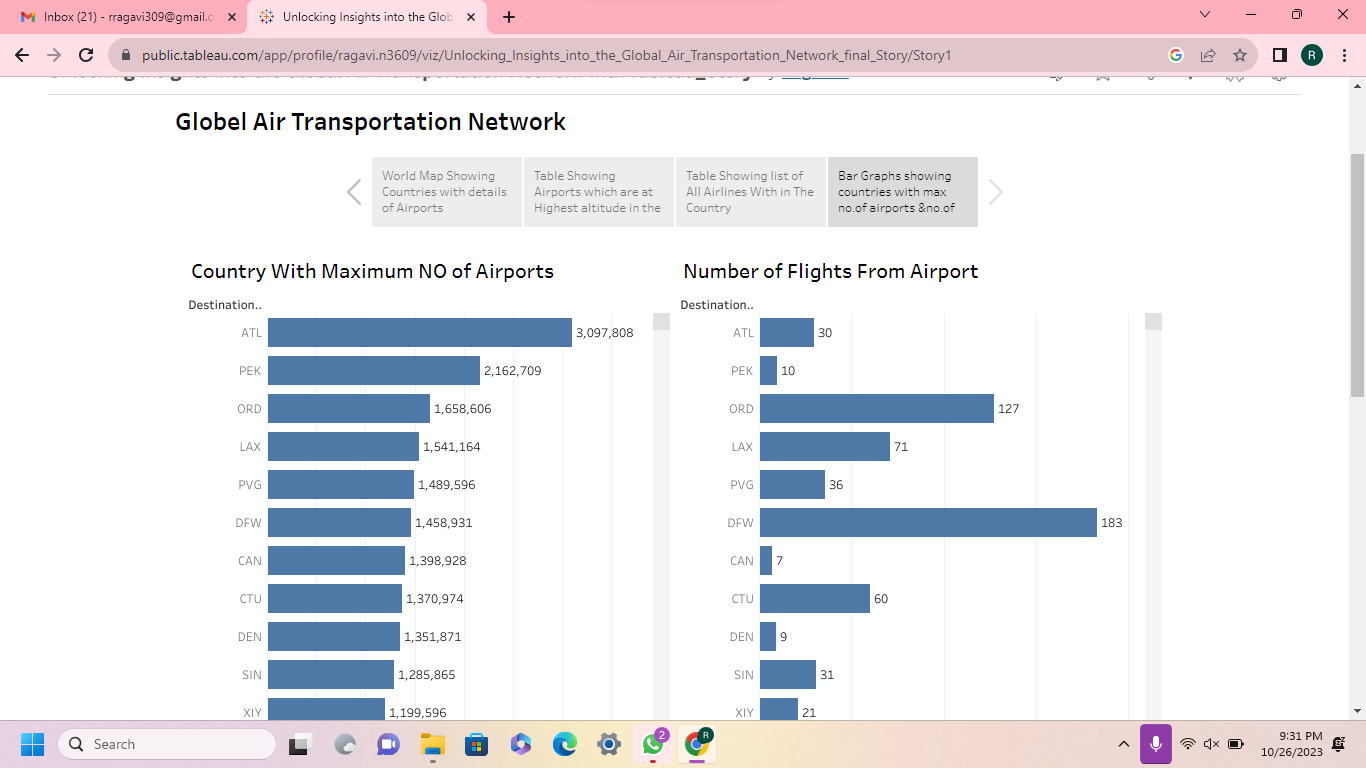 Inbox (21) - rragavi309@gmail.c
Unlocking Insights into the Glob
public.tableau.com/app/profile/ragavi.n3609/viz/Unlocking_Insights_into_the_Global_Air_Transportation_Network_final_Story/Story1
R
Globel Air Transportation Network
World Map Showing
Countries with details
of Airports
Table Showing
Airports which are at
Highest altitude in the
Table Showing list of
All Airlines With in The
Country
Bar Graphs showing
countries with max
no.of airports &no.of
Country With Maximum NO of Airports
Destination..
ATL 3,097,808
PEK 2,162,709
ORD 1,658,606
LAX 1,541,164
PVG 1,489,596
DFW 1,458,931
CAN 1,398,928
CTU 1,370,974
DEN 1,351,871
SIN 1,285,865
XIY 1,199,596
Number of Flights From Airport
Destination..
ATL 30
PEK 10
ORD 127
LAX 71
PVG 36
DFW 183
CAN 7
CTU 60
DEN 9
SIN 31
XIY 21
Search
2
R
9:31 PM
10/26/2023